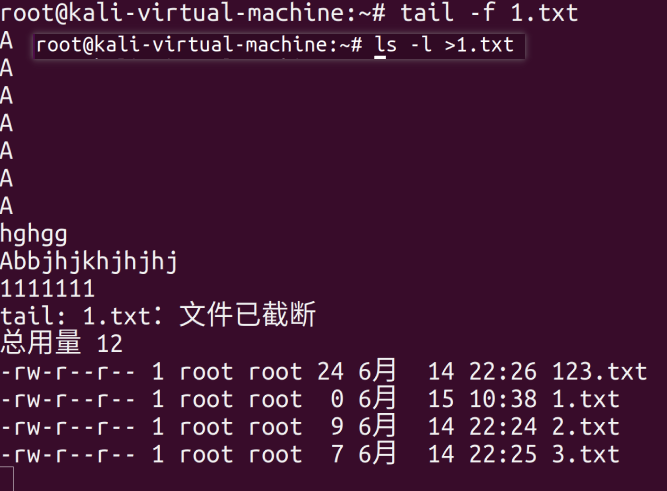 root@kali-virtual-machine:~# tail -f 1.txt
A
root@kali-virtual-machine:~# ls -l >1.txt
A
A
A
A
A
A
hghgg
Abbjhjkhjhjhj
1111111
tail: 1.txt: 文件已截断
总用量 12
-rw-r--r-- 1 root root 24 6月  14 22:26 123.txt
-rw-r--r-- 1 root root  0 6月  15 10:38 1.txt
-rw-r--r-- 1 root root  9 6月  14 22:24 2.txt
-rw-r--r-- 1 root root  7 6月  14 22:25 3.txt